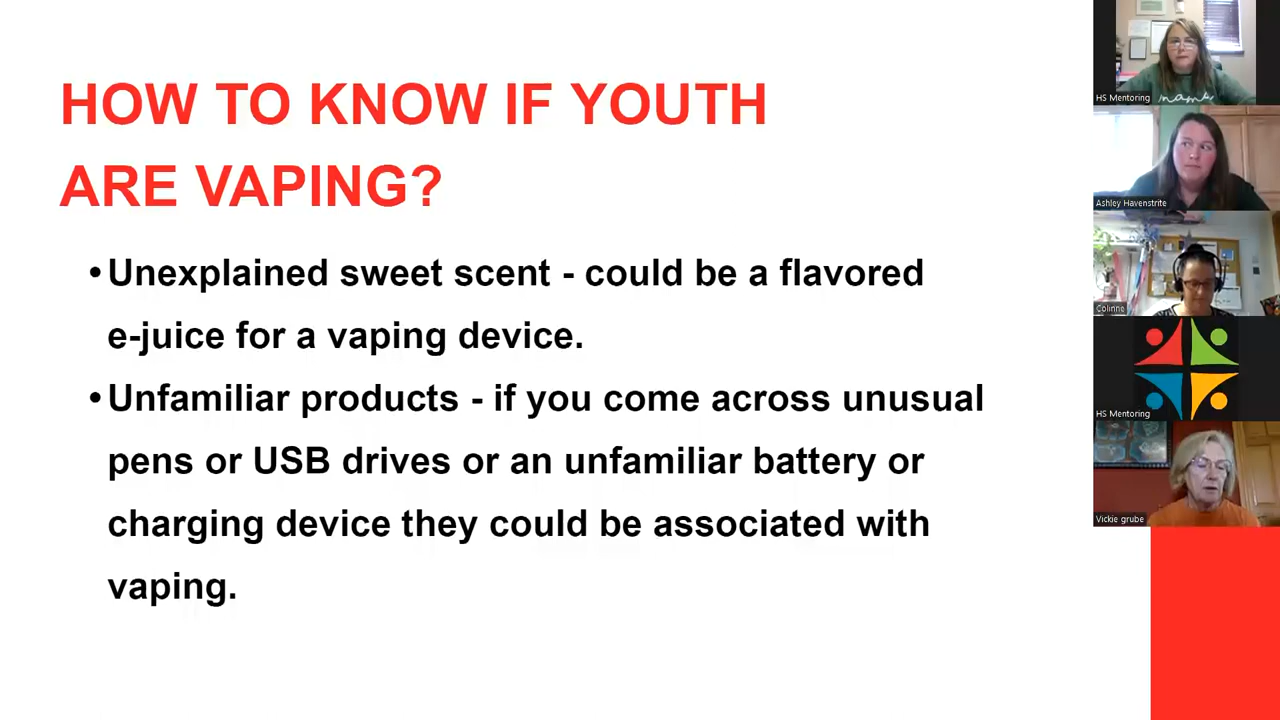 HOW TO KNOW IF YOUTH
ARE VAPING?
•Unexplained sweet scent - could be a flavored
e-juice for a vaping device.
•Unfamiliar products - if you come across unusual
pens or USB drives or an unfamiliar battery or
charging device they could be associated with
vaping.
HS Mentoring
Ashley Havenstrite
Colinne
HS Mentoring
Vickie grube